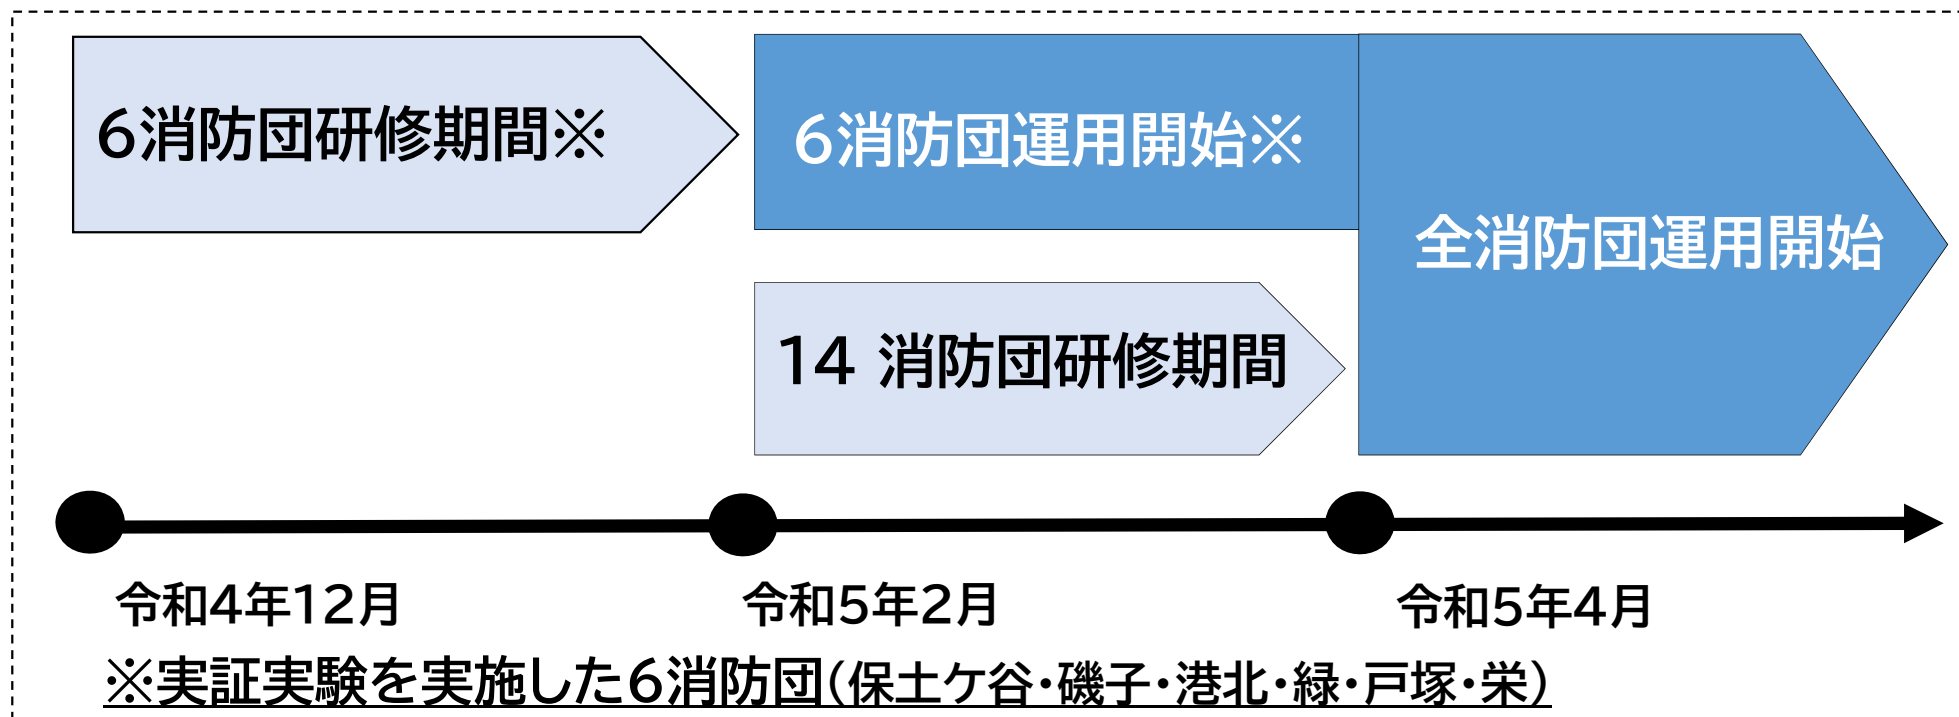 6消防団研修期間※
6消防団運用開始※
全消防団運用開始
14 消防団研修期間
令和4年12月
令和5年2月
令和5年4月
※実証実験を実施した6消防団(保土ケ谷・磯子・港北・緑・戸塚・栄)